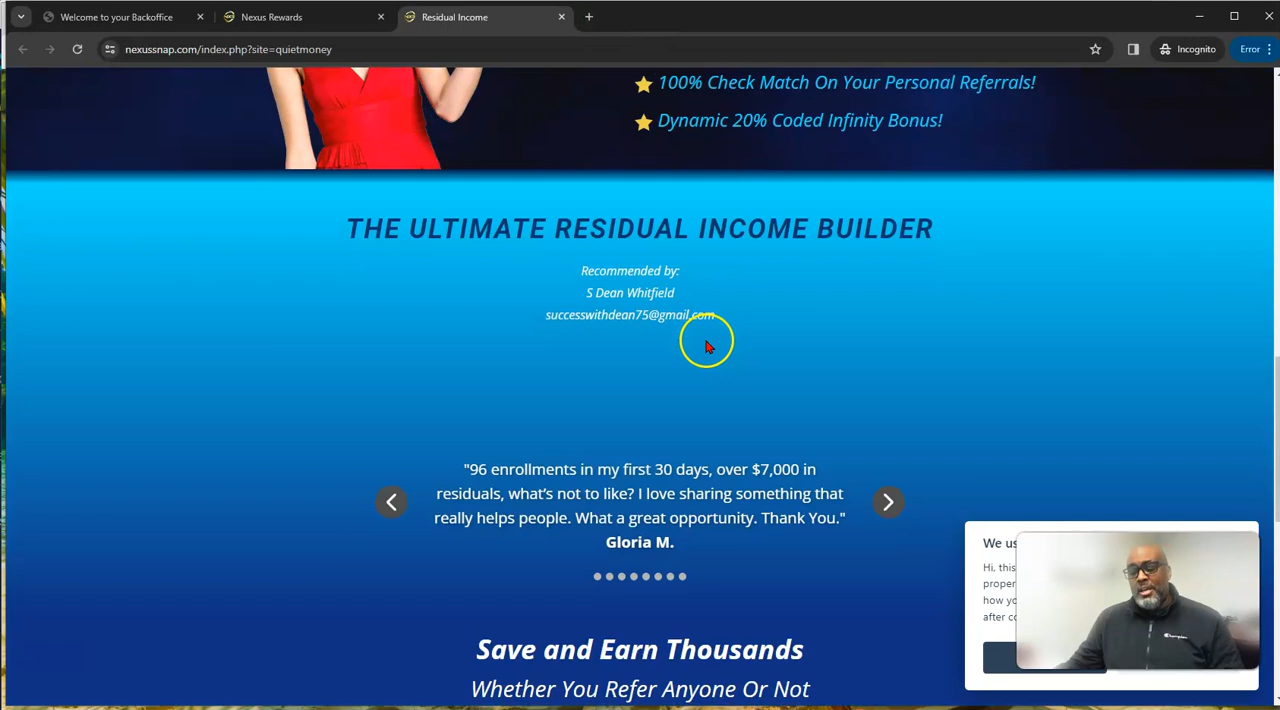 Welcome to your Backoffice
Nexus Rewards
Residual Income
nexussnap.com/index.php?site=quietmoney
Incognito
Error
100% Check Match On Your Personal Referrals!
Dynamic 20% Coded Infinity Bonus!
THE ULTIMATE RESIDUAL INCOME BUILDER
Recommended by:
S Dean Whitfield
successwithdean75@gmail.com
"96 enrollments in my first 30 days, over $7,000 in
residuals, what's not to like? I love sharing something that
really helps people. What a great opportunity. Thank You."
Gloria M.
We us
Hi, this
proper
how yo
after co
Champion
Save and Earn Thousands
Whether You Refer Anyone Or Not